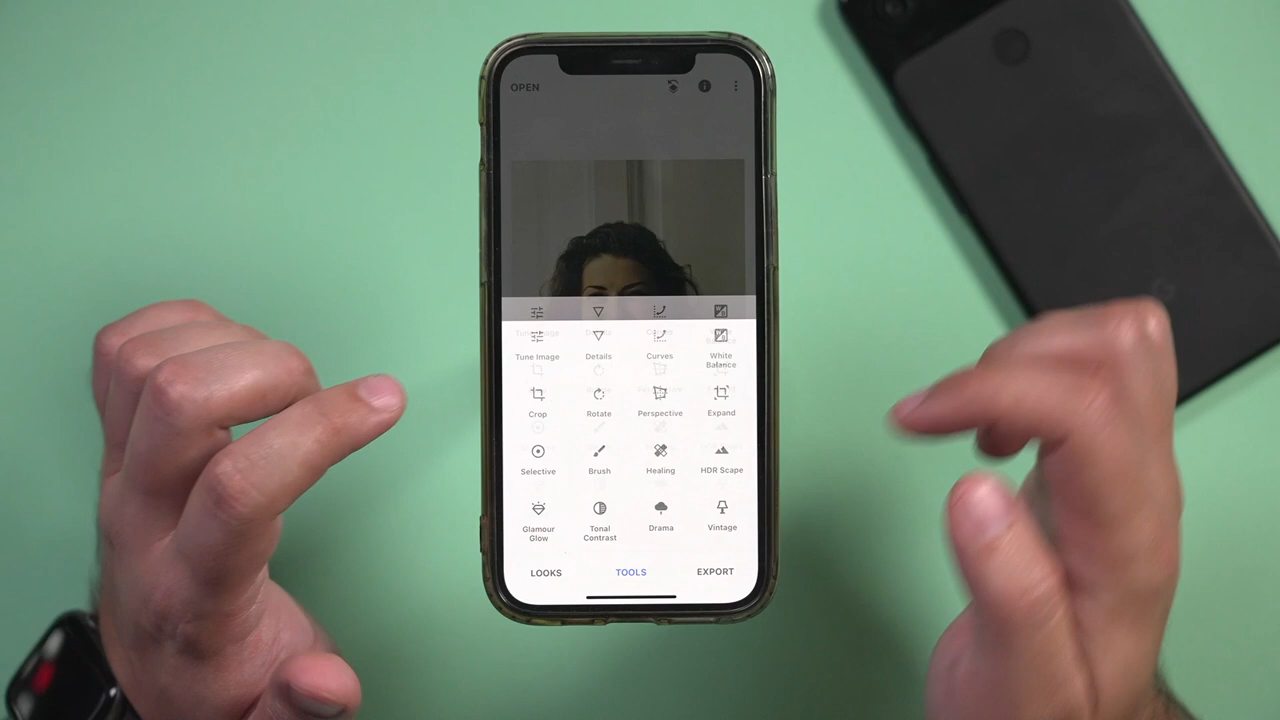 OPEN
Tune Image Details Curves White Balance
Crop Rotate Perspective Expand
Selective Brush Healing HDR Scape
Glamour Glow Tonal Contrast Drama Vintage
LOOKS TOOLS EXPORT